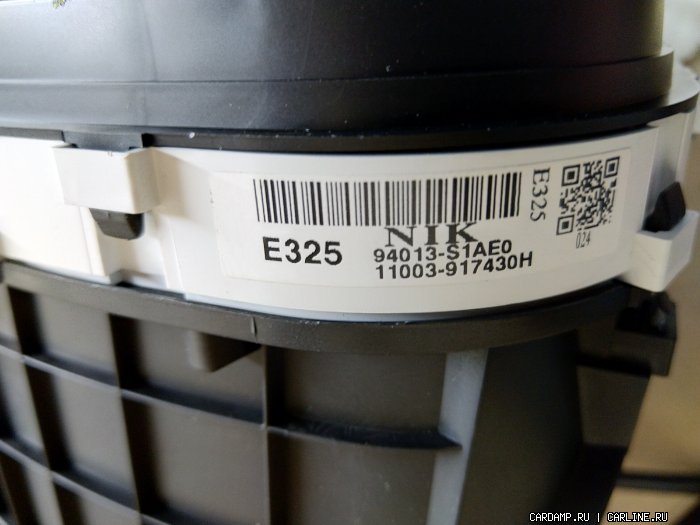 E325
NIK
E325 94013-S1AE0
11003-917430H
024
CARDAMP.RU | CARLINE.RU